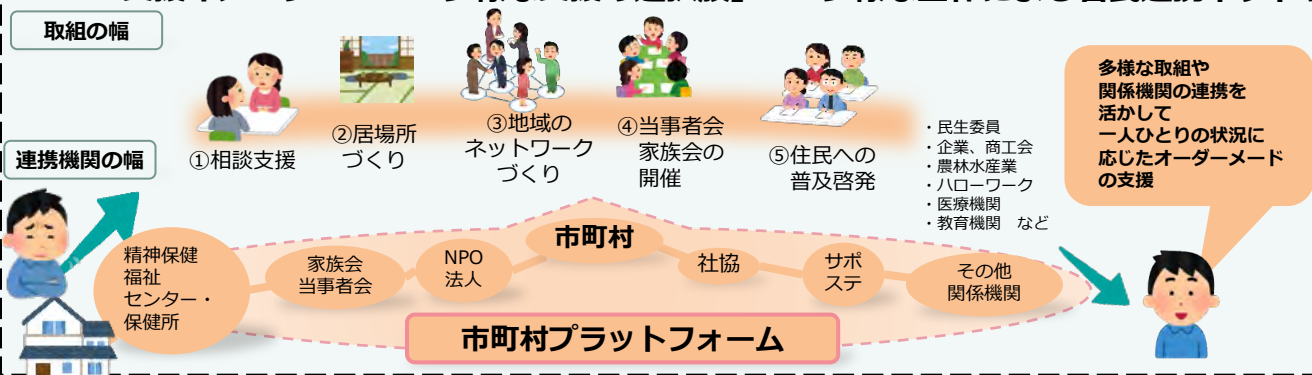 取組の幅
①相談支援
②居場所
づくり
③地域の
ネットワーク
づくり
④当事者会
家族会の
開催
⑤住民への
普及啓発
・民生委員
・企業、商工会
・農林水産業
・ハローワーク
・医療機関
・教育機関 など
多様な取組や
関係機関の連携を
活かして
一人ひとりの状況に
応じたオーダーメード
の支援
連携機関の幅
精神保健
福祉
センター・
保健所
家族会
当事者会
NPO
法人
市町村
社協
サポ
ステ
その他
関係機関
市町村プラットフォーム